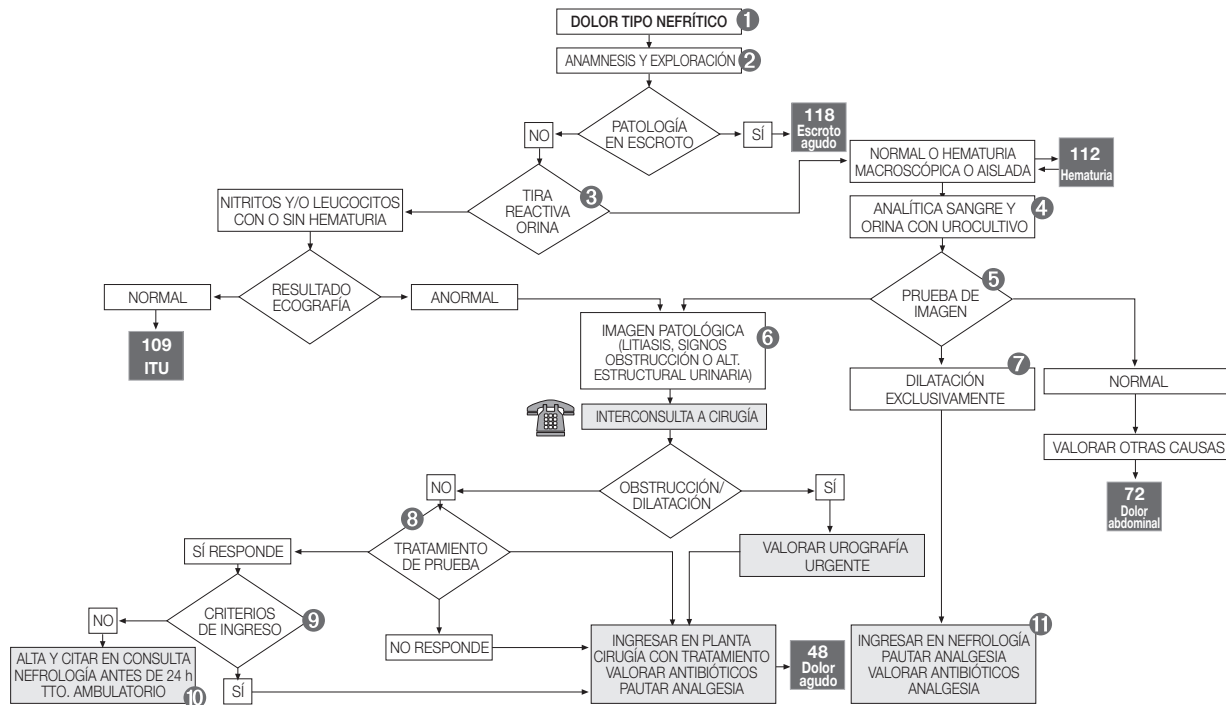 DOLOR TIPO NEFRÍTICO 1
ANAMNESIS Y EXPLORACIÓN 2
PATOLOGÍA
EN ESCROTO
NO
SÍ
118
Escroto
agudo
NORMAL O HEMATURIA
MACROSCÓPICA O AISLADA
112
Hematuria
TIRA
REACTIVA
ORINA
3
NITRITOS Y/O LEUCOCITOS
CON O SIN HEMATURIA
ANALÍTICA SANGRE Y
ORINA CON UROCULTIVO
4
RESULTADO
ECOGRAFÍA
NORMAL
ANORMAL
109
ITU
PRUEBA DE
IMAGEN
5
IMAGEN PATOLÓGICA
(LITIASIS, SIGNOS
OBSTRUCCIÓN O ALT.
ESTRUCTURAL URINARIA)
6
DILATACIÓN
EXCLUSIVAMENTE
7
NORMAL
INTERCONSULTA A CIRUGÍA
VALORAR OTRAS CAUSAS
72
Dolor
abdominal
OBSTRUCCIÓN/
DILATACIÓN
NO
SÍ
8
TRATAMIENTO
DE PRUEBA
VALORAR UROGRAFÍA
URGENTE
SÍ RESPONDE
CRITERIOS
DE INGRESO
9
NO
NO RESPONDE
SÍ
ALTA Y CITAR EN CONSULTA
NEFROLOGÍA ANTES DE 24 h
TTO. AMBULATORIO
10
INGRESAR EN PLANTA
CIRUGÍA CON TRATAMIENTO
VALORAR ANTIBIÓTICOS
PAUTAR ANALGESIA
48
Dolor
agudo
11
INGRESAR EN NEFROLOGÍA
PAUTAR ANALGESIA
VALORAR ANTIBIÓTICOS
ANALGESIA